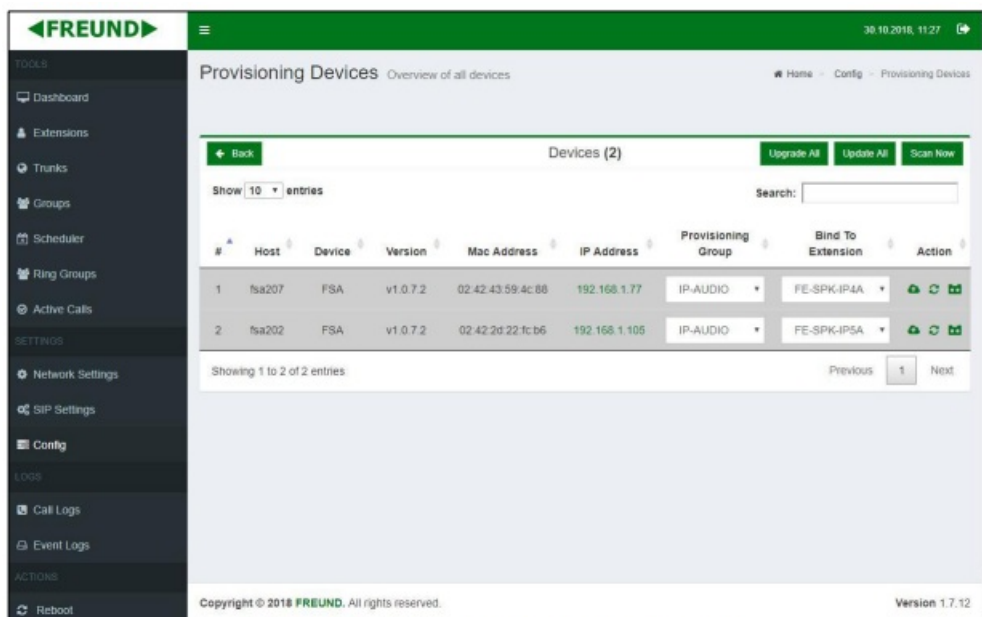 FREUND
30.10.2018, 11:27
TOOLS
Dashboard
Extensions
Trunks
Groups
Scheduler
Ring Groups
Active Calls
SETTINGS
Network Settings
SIP Settings
Config
LOGS
Call Logs
Event Logs
ACTIONS
Reboot
Provisioning Devices Overview of all devices
Home - Config - Provisioning Devices
Back Devices (2) Upgrade All Update All Scan Now
Show 10 entries Search:
# Host Device Version Mac Address IP Address Provisioning Group Bind To Extension Action
1 fsa207 FSA v1.0.7.2 02:42:43:59:4c:88 192.168.1.77 IP-AUDIO FE-SPK-IP4A
2 fsa202 FSA v1.0.7.2 02:42:2d:22:fc:b6 192.168.1.105 IP-AUDIO FE-SPK-IP5A
Showing 1 to 2 of 2 entries Previous 1 Next
Copyright © 2018 FREUND. All rights reserved. Version 1.7.12